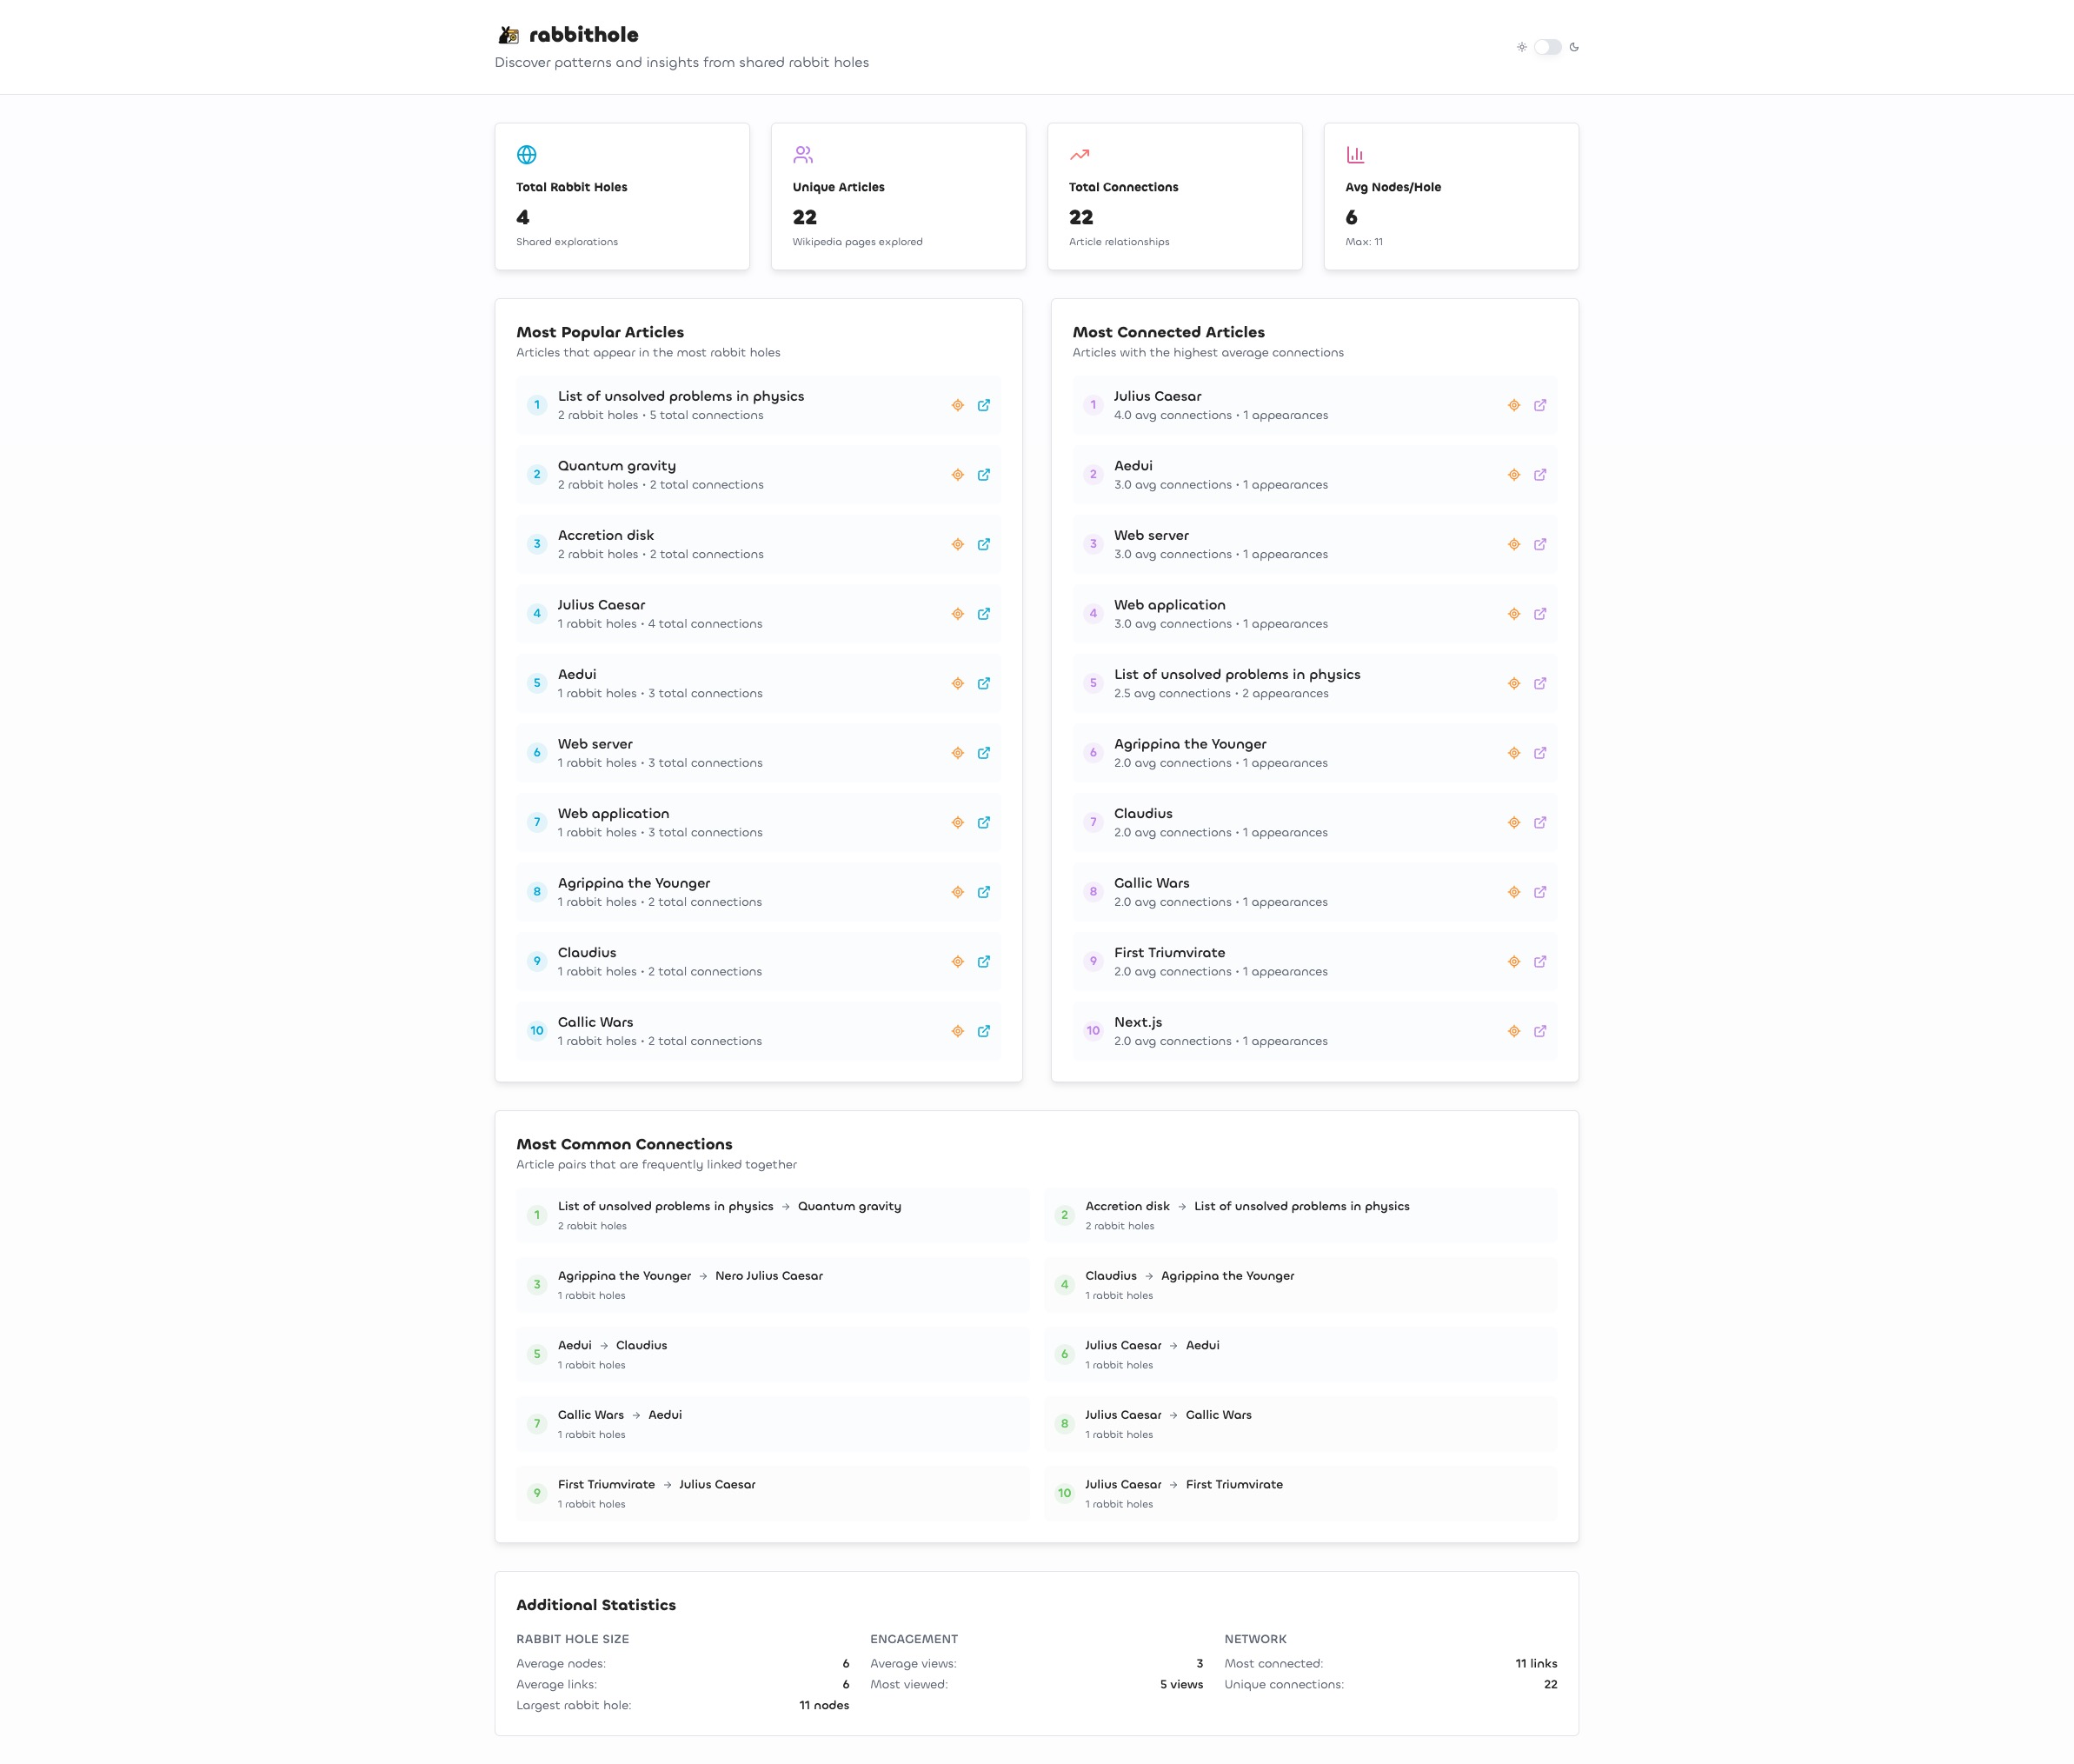 rabbithole
Discover patterns and insights from shared rabbit holes
Total Rabbit Holes
4
Shared explorations
Unique Articles
22
Wikipedia pages explored
Total Connections
22
Article relationships
Avg Nodes/Hole
6
Max: 11
Most Popular Articles
Articles that appear in the most rabbit holes
1
List of unsolved problems in physics
2 rabbit holes • 5 total connections
2
Quantum gravity
2 rabbit holes • 2 total connections
3
Accretion disk
2 rabbit holes • 2 total connections
4
Julius Caesar
1 rabbit holes • 4 total connections
5
Aedui
1 rabbit holes • 3 total connections
6
Web server
1 rabbit holes • 3 total connections
7
Web application
1 rabbit holes • 3 total connections
8
Agrippina the Younger
1 rabbit holes • 2 total connections
9
Claudius
1 rabbit holes • 2 total connections
10
Gallic Wars
1 rabbit holes • 2 total connections
Most Connected Articles
Articles with the highest average connections
1
Julius Caesar
4.0 avg connections • 1 appearances
2
Aedui
3.0 avg connections • 1 appearances
3
Web server
3.0 avg connections • 1 appearances
4
Web application
3.0 avg connections • 1 appearances
5
List of unsolved problems in physics
2.5 avg connections • 2 appearances
6
Agrippina the Younger
2.0 avg connections • 1 appearances
7
Claudius
2.0 avg connections • 1 appearances
8
Gallic Wars
2.0 avg connections • 1 appearances
9
First Triumvirate
2.0 avg connections • 1 appearances
10
Next.js
2.0 avg connections • 1 appearances
Most Common Connections
Article pairs that are frequently linked together
1
List of unsolved problems in physics → Quantum gravity
2 rabbit holes
2
Accretion disk → List of unsolved problems in physics
2 rabbit holes
3
Agrippina the Younger → Nero Julius Caesar
1 rabbit holes
4
Claudius → Agrippina the Younger
1 rabbit holes
5
Aedui → Claudius
1 rabbit holes
6
Julius Caesar → Aedui
1 rabbit holes
7
Gallic Wars → Aedui
1 rabbit holes
8
Julius Caesar → Gallic Wars
1 rabbit holes
9
First Triumvirate → Julius Caesar
1 rabbit holes
10
Julius Caesar → First Triumvirate
1 rabbit holes
Additional Statistics
RABBIT HOLE SIZE
Average nodes: 6
Average links: 6
Largest rabbit hole: 11 nodes
ENGAGEMENT
Average views: 3
Most viewed: 5 views
NETWORK
Most connected: 11 links
Unique connections: 22